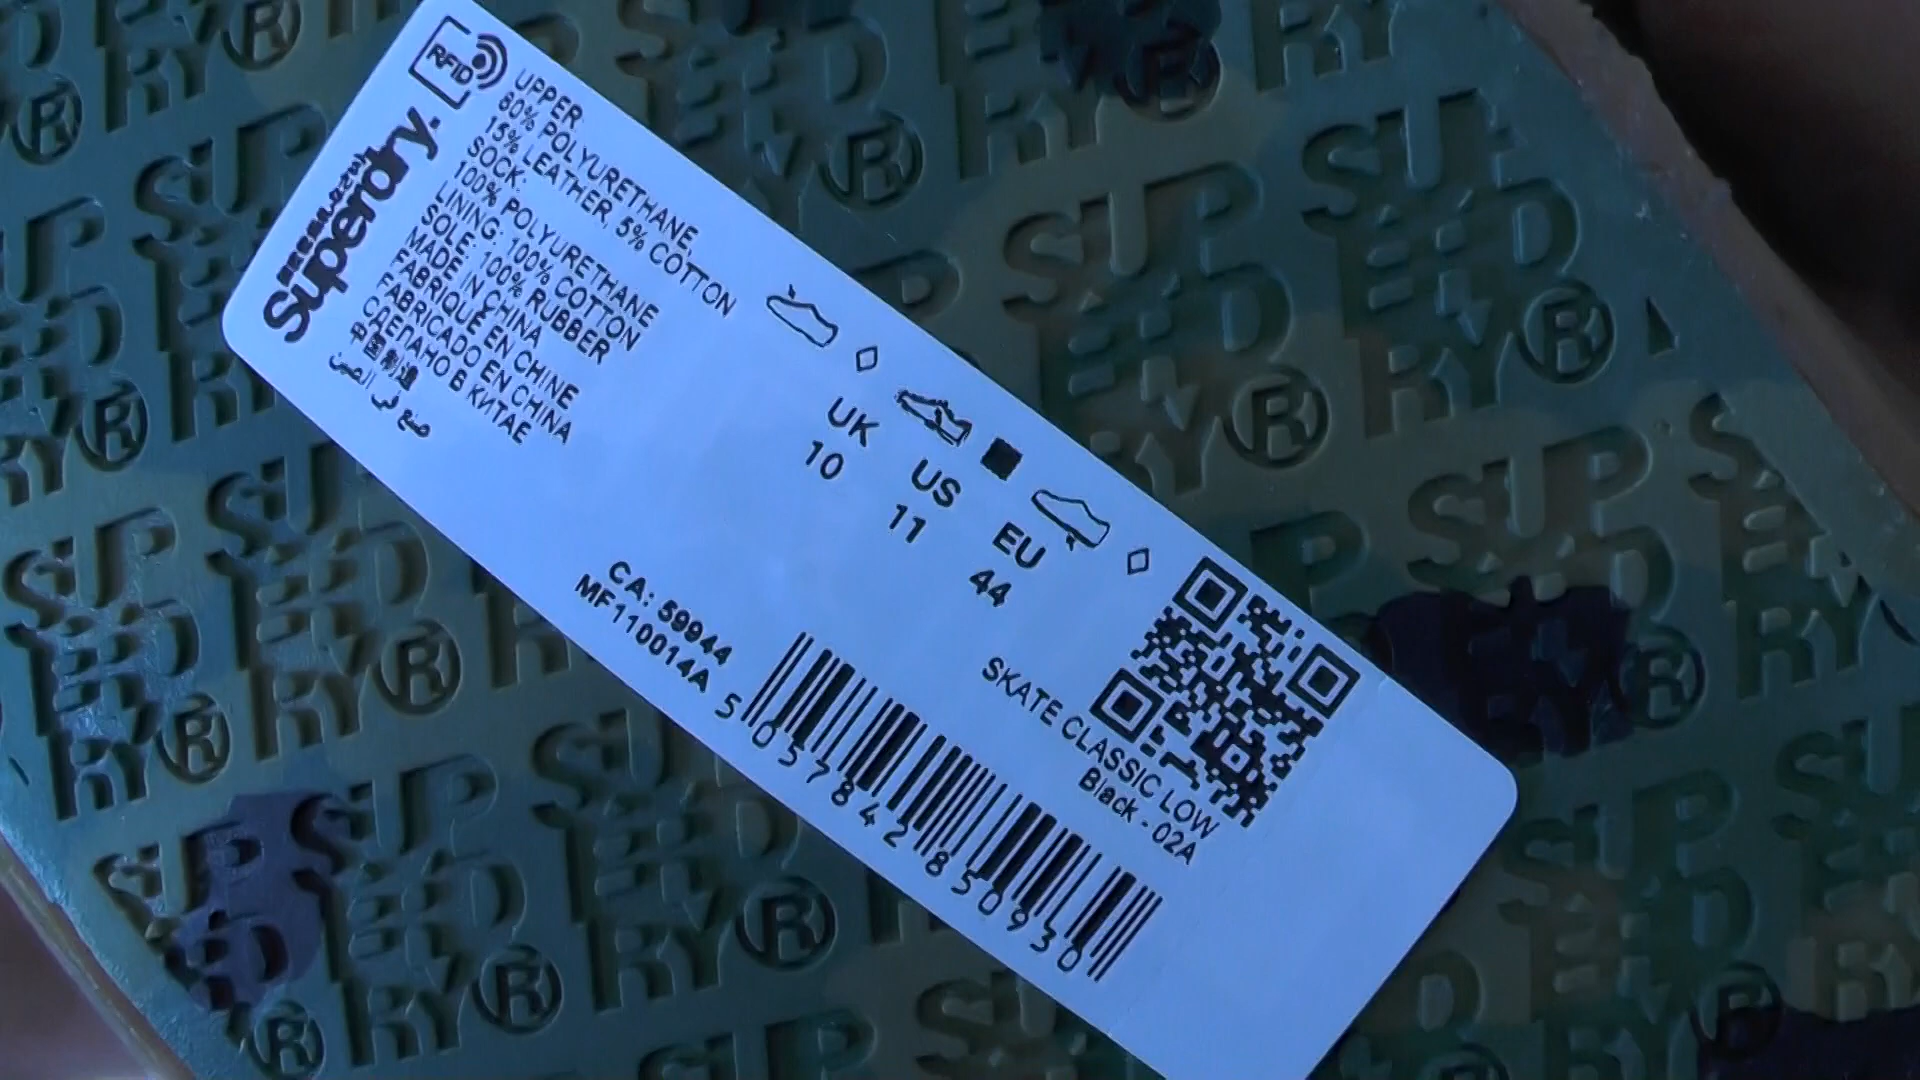 RFID
Superdry.
UPPER
80% POLYURETHANE,
15% LEATHER, 5% COTTON
SOCK:
100% POLYURETHANE
LINING: 100% COTTON
SOLE: 100% RUBBER
MADE IN CHINA
FABRIQUÉ EN CHINE
FABRICADO EN CHINA
СДЕЛАНО В КИТАЕ
中国制造
صنع في الصين
UK US EU
10 11 44
CA: 59944
MF110014A
5057842850930
SKATE CLASSIC LOW
Black - 02A